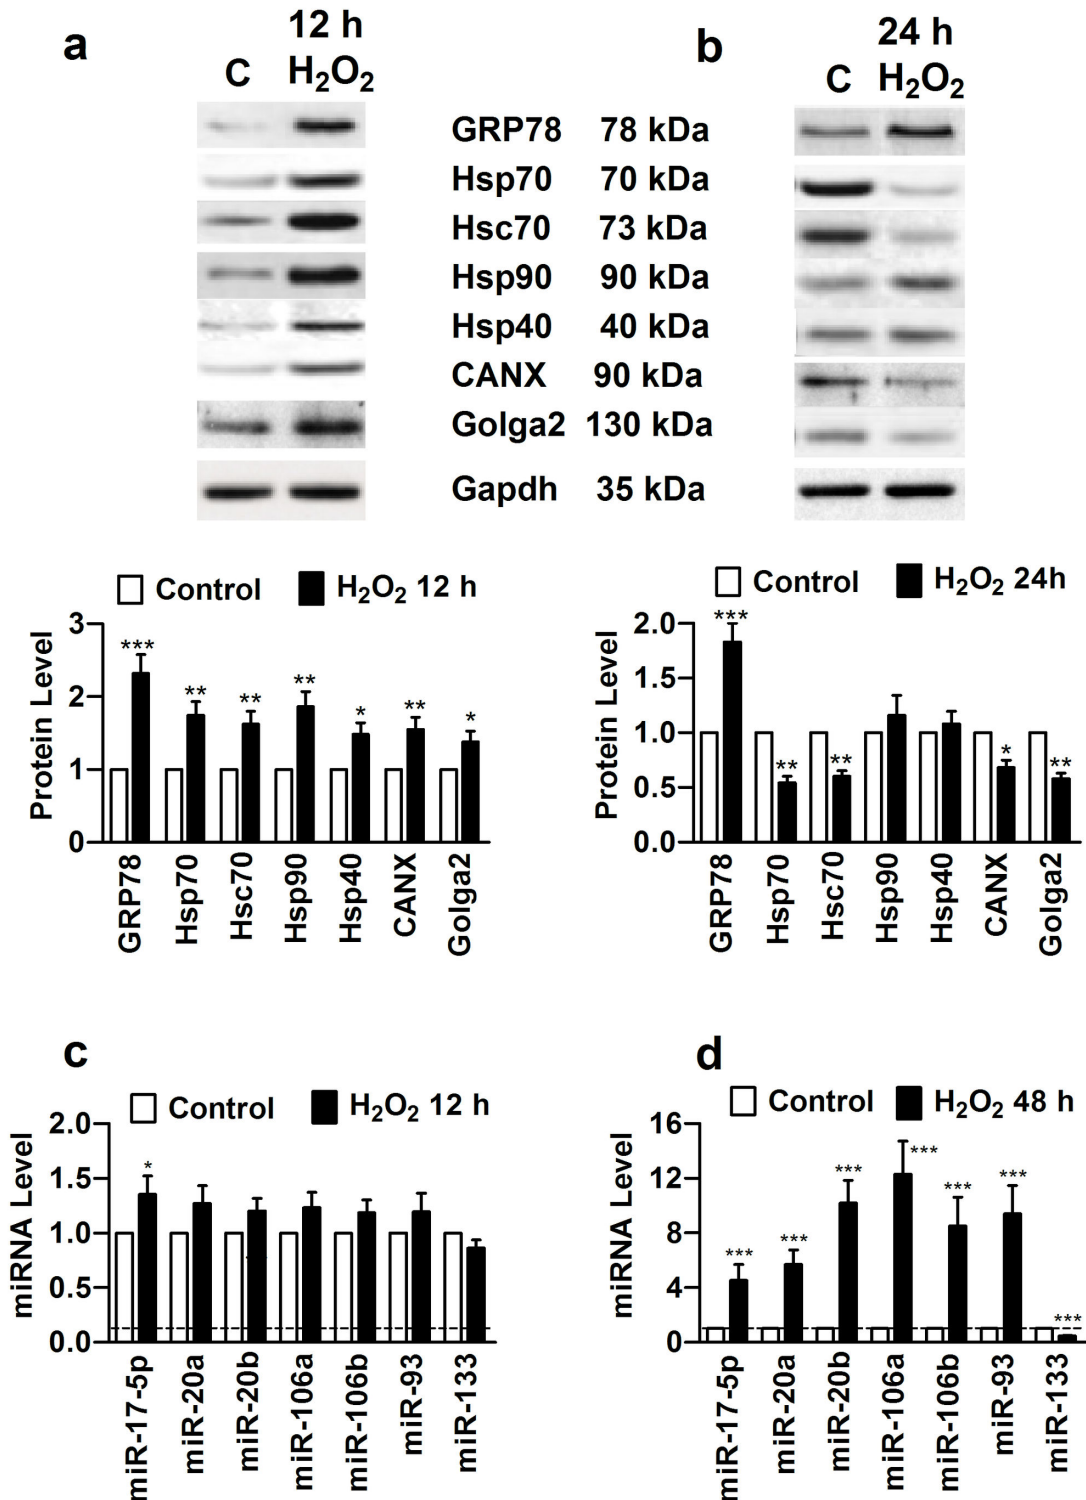 a
12 h
C H₂O₂
b
24 h
C H₂O₂
GRP78 78 kDa
Hsp70 70 kDa
Hsc70 73 kDa
Hsp90 90 kDa
Hsp40 40 kDa
CANX 90 kDa
Golga2 130 kDa
Gapdh 35 kDa
Control H₂O₂ 12 h
Protein Level
3
2
1
0
***
**
**
**
*
**
*
GRP78
Hsp70
Hsc70
Hsp90
Hsp40
CANX
Golga2
Control H₂O₂ 24h
Protein Level
2.0
1.5
1.0
0.5
0.0
***
**
**
*
**
GRP78
Hsp70
Hsc70
Hsp90
Hsp40
CANX
Golga2
c
Control H₂O₂ 12 h
miRNA Level
2.0
1.5
1.0
0.5
0.0
*
miR-17-5p
miR-20a
miR-20b
miR-106a
miR-106b
miR-93
miR-133
d
Control H₂O₂ 48 h
miRNA Level
16
12
8
4
0
***
***
***
***
***
***
***
miR-17-5p
miR-20a
miR-20b
miR-106a
miR-106b
miR-93
miR-133